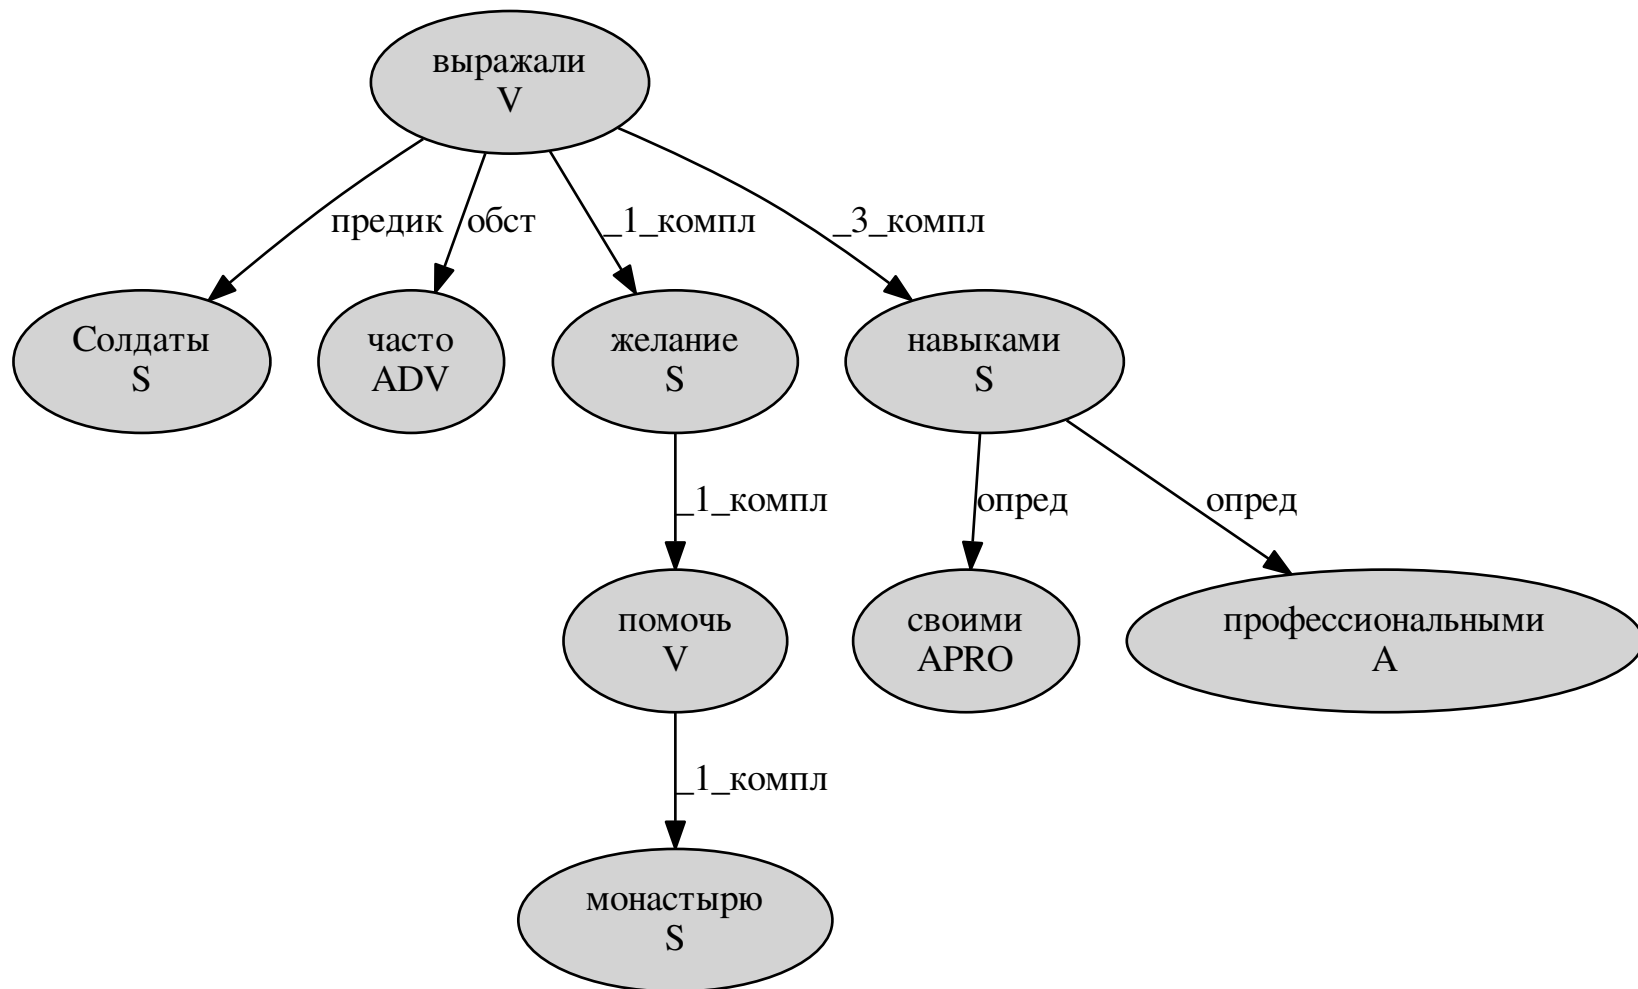 выражали
V
предик
обст
_1_компл
_3_компл
Солдаты
S
часто
ADV
желание
S
навыками
S
_1_компл
опред
опред
помочь
V
своими
APRO
профессиональными
A
_1_компл
монастырю
S